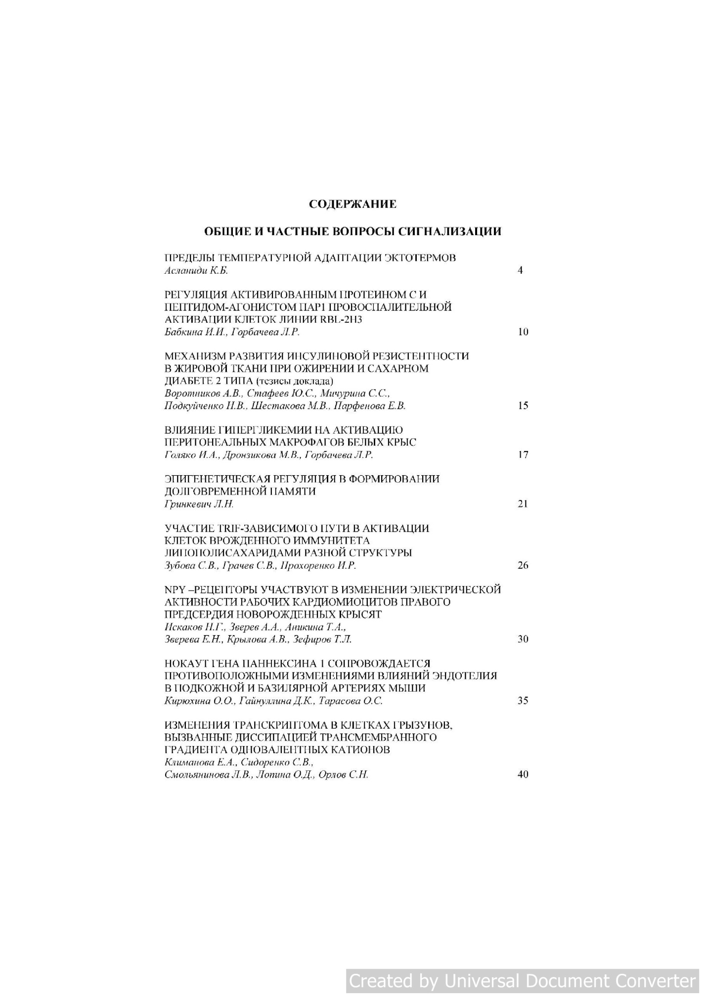 СОДЕРЖАНИЕ
ОБЩИЕ И ЧАСТНЫЕ ВОПРОСЫ СИГНАЛИЗАЦИИ
ПРЕДЕЛЫ ТЕМПЕРАТУРНОЙ АДАПТАЦИИ ЭКТОТЕРМОВ
Асланиди К.Б. 4
РЕГУЛЯЦИЯ АКТИВИРОВАННЫМ ПРОТЕИНОМ С И
ПЕПТИДОМ-АГОНИСТОМ ПАР1 ПРОВОСПАЛИТЕЛЬНОЙ
АКТИВАЦИИ КЛЕТОК ЛИНИИ RBL-2H3
Бабкина И.И., Горбачева Л.Р. 10
МЕХАНИЗМ РАЗВИТИЯ ИНСУЛИНОВОЙ РЕЗИСТЕНТНОСТИ
В ЖИРОВОЙ ТКАНИ ПРИ ОЖИРЕНИИ И САХАРНОМ
ДИАБЕТЕ 2 ТИПА (тезисы доклада)
Воротников А.В., Стафеев Ю.С., Мичурина С.С.,
Подкуйченко Н.В., Шестакова М.В., Парфенова Е.В. 15
ВЛИЯНИЕ ГИПЕРГЛИКЕМИИ НА АКТИВАЦИЮ
ПЕРИТОНЕАЛЬНЫХ МАКРОФАГОВ БЕЛЫХ КРЫС
Голяко И.А., Дронзикова М.В., Горбачева Л.Р. 17
ЭПИГЕНЕТИЧЕСКАЯ РЕГУЛЯЦИЯ В ФОРМИРОВАНИИ
ДОЛГОВРЕМЕННОЙ ПАМЯТИ
Гринкевич Л.Н. 21
УЧАСТИЕ TRIF-ЗАВИСИМОГО ПУТИ В АКТИВАЦИИ
КЛЕТОК ВРОЖДЕННОГО ИММУНИТЕТА
ЛИПОПОЛИСАХАРИДАМИ РАЗНОЙ СТРУКТУРЫ
Зубова С.В., Грачев С.В., Прохоренко И.Р. 26
NPY –РЕЦЕПТОРЫ УЧАСТВУЮТ В ИЗМЕНЕНИИ ЭЛЕКТРИЧЕСКОЙ
АКТИВНОСТИ РАБОЧИХ КАРДИОМИОЦИТОВ ПРАВОГО
ПРЕДСЕРДИЯ НОВОРОЖДЕННЫХ КРЫСЯТ
Искаков Н.Г., Зверев А.А., Аникина Т.А.,
Зверева Е.Н., Крылова А.В., Зефиров Т.Л. 30
НОКАУТ ГЕНА ПАННЕКСИНА 1 СОПРОВОЖДАЕТСЯ
ПРОТИВОПОЛОЖНЫМИ ИЗМЕНЕНИЯМИ ВЛИЯНИЙ ЭНДОТЕЛИЯ
В ПОДКОЖНОЙ И БАЗИЛЯРНОЙ АРТЕРИЯХ МЫШИ
Кирюхина О.О., Гайнуллина Д.К., Тарасова О.С. 35
ИЗМЕНЕНИЯ ТРАНСКРИПТОМА В КЛЕТКАХ ГРЫЗУНОВ,
ВЫЗВАННЫЕ ДИССИПАЦИЕЙ ТРАНСМЕМБРАННОГО
ГРАДИЕНТА ОДНОВАЛЕНТНЫХ КАТИОНОВ
Климанова Е.А., Сидоренко С.В.,
Смольянинова Л.В., Лопина О.Д., Орлов С.Н. 40
Created by Universal Document Converter